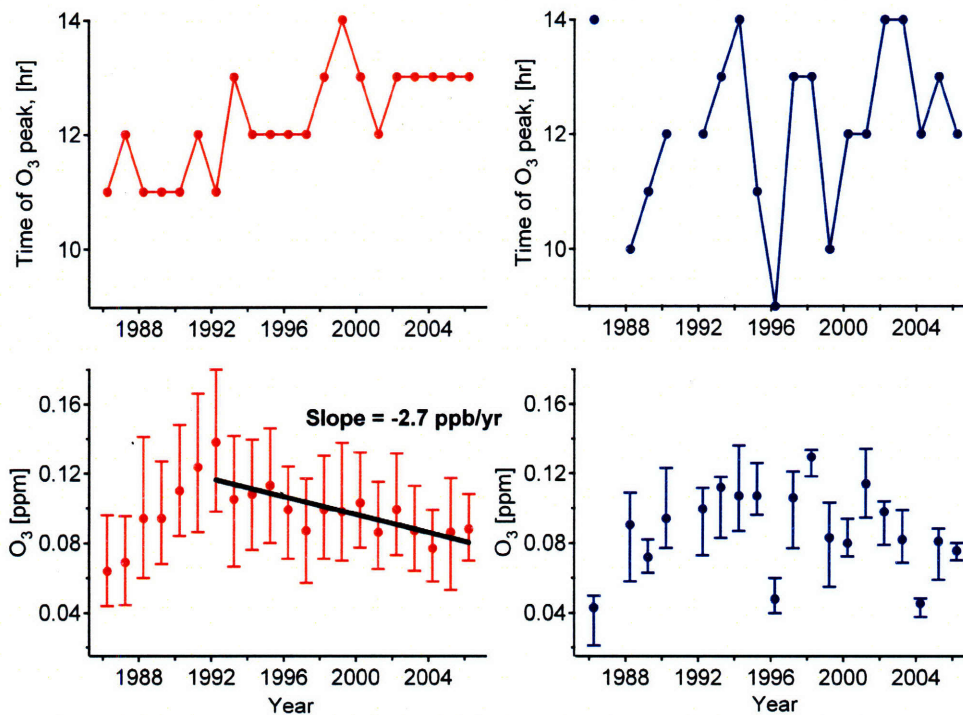 14
12
10
Time of O3 peak, [hr]
1988 1992 1996 2000 2004
14
12
10
Time of O3 peak, [hr]
1988 1992 1996 2000 2004
0.16
0.12
0.08
0.04
O3 [ppm]
Slope = -2.7 ppb/yr
1988 1992 1996 2000 2004
Year
0.16
0.12
0.08
0.04
O3 [ppm]
1988 1992 1996 2000 2004
Year